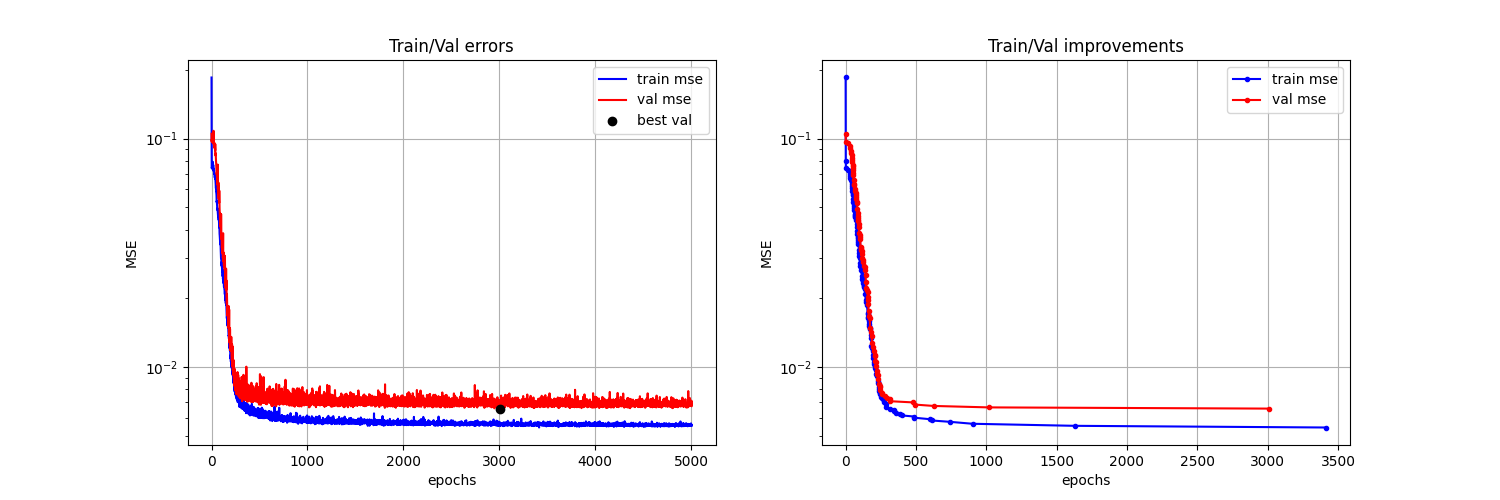 Train/Val errors
train mse
val mse
best val
10⁻¹
10⁻²
MSE
0 1000 2000 3000 4000 5000
epochs
Train/Val improvements
train mse
val mse
10⁻¹
10⁻²
MSE
0 500 1000 1500 2000 2500 3000 3500
epochs